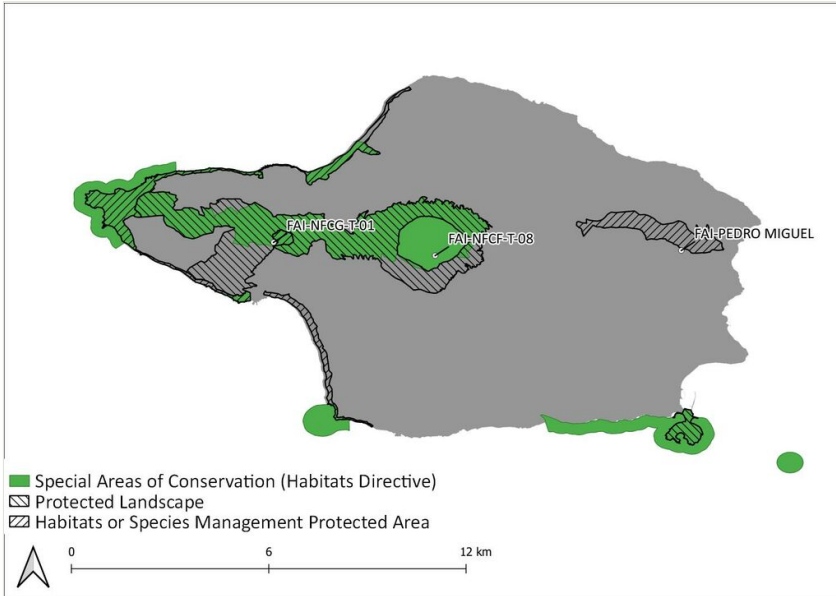 FAI-NFCG-T-01
FAI-NFCF-T-08
FAI-PEDRO MIGUEL
Special Areas of Conservation (Habitats Directive)
Protected Landscape
Habitats or Species Management Protected Area
0 6 12 km